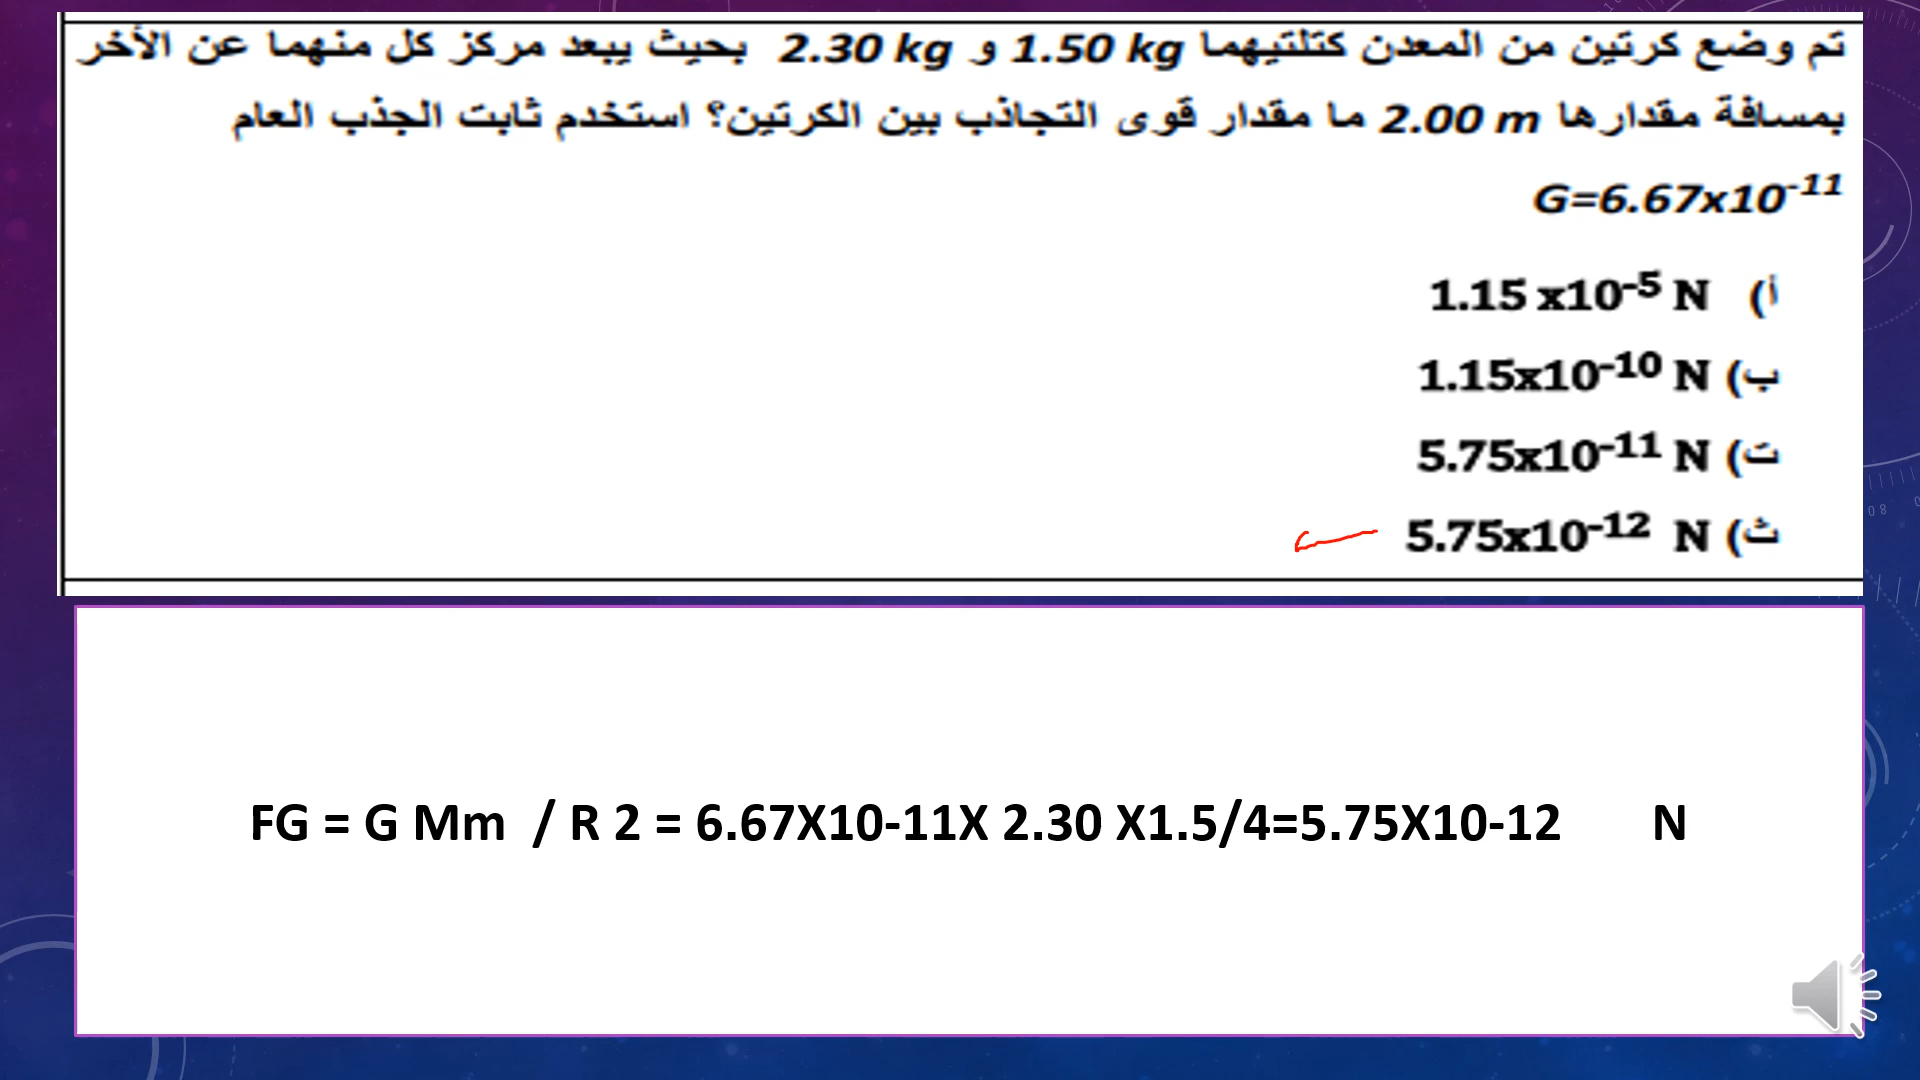 تم وضع كرتين من المعدن كتلتيهما 1.50 kg و 2.30 kg بحيث يبعد مركز كل منهما عن الأخر
بمسافة مقدارها 2.00 m ما مقدار قوى التجاذب بين الكرتين؟ استخدم ثابت الجذب العام
G=6.67x10⁻¹¹
أ) 1.15 x10⁻⁵ N
ب) 1.15x10⁻¹⁰ N
ت) 5.75x10⁻¹¹ N
ث) 5.75x10⁻¹² N
FG = G Mm / R 2 = 6.67X10-11X 2.30 X1.5/4=5.75X10-12 N